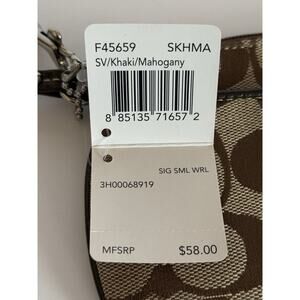 F45659 SKHMA
SV/Khaki/Mahogany
8 85135 71657 2
SIG SML WRL
3H00068919
MFSRP $58.00